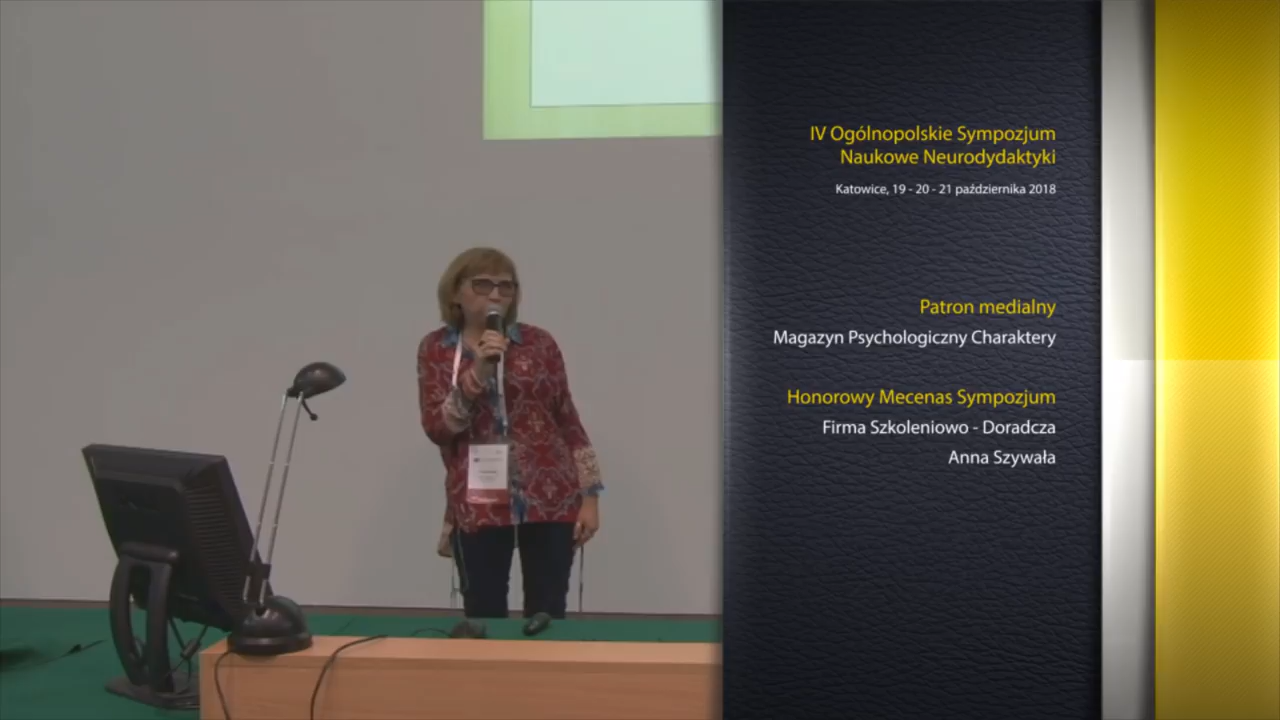 IV Ogólnopolskie Sympozjum
Naukowe Neurodydaktyki
Katowice, 19 - 20 - 21 października 2018
Patron medialny
Magazyn Psychologiczny Charaktery
Honorowy Mecenas Sympozjum
Firma Szkoleniowo - Doradcza
Anna Szywała